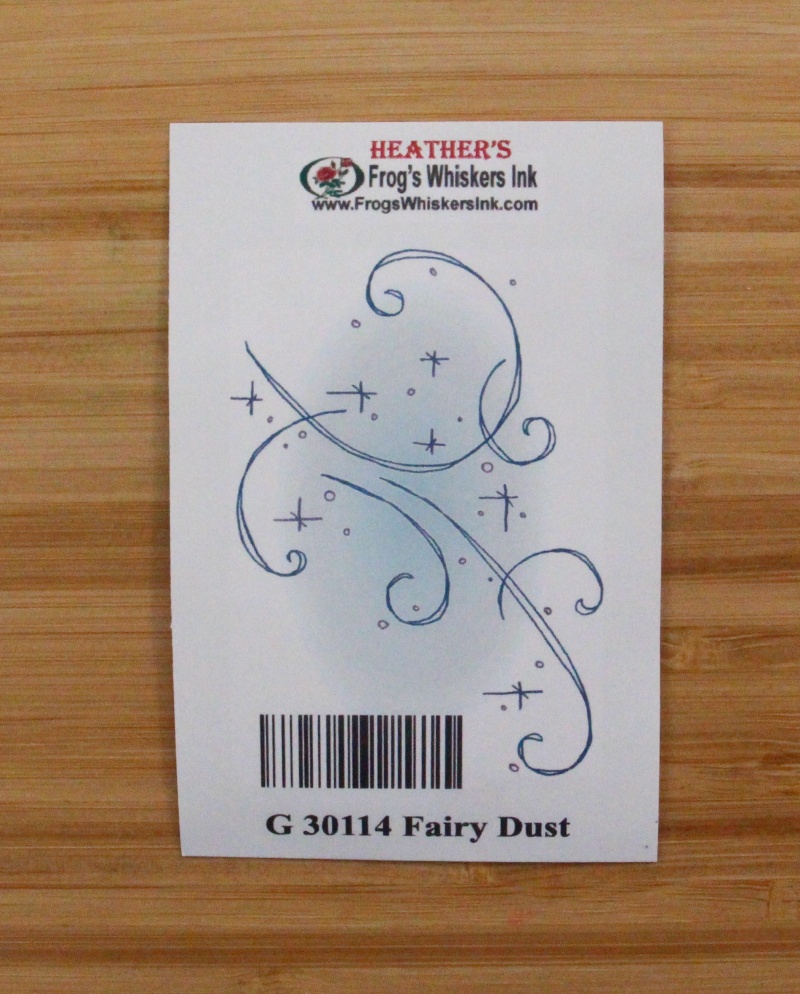 HEATHER'S
Frog's Whiskers Ink
www.FrogsWhiskersInk.com
G 30114 Fairy Dust